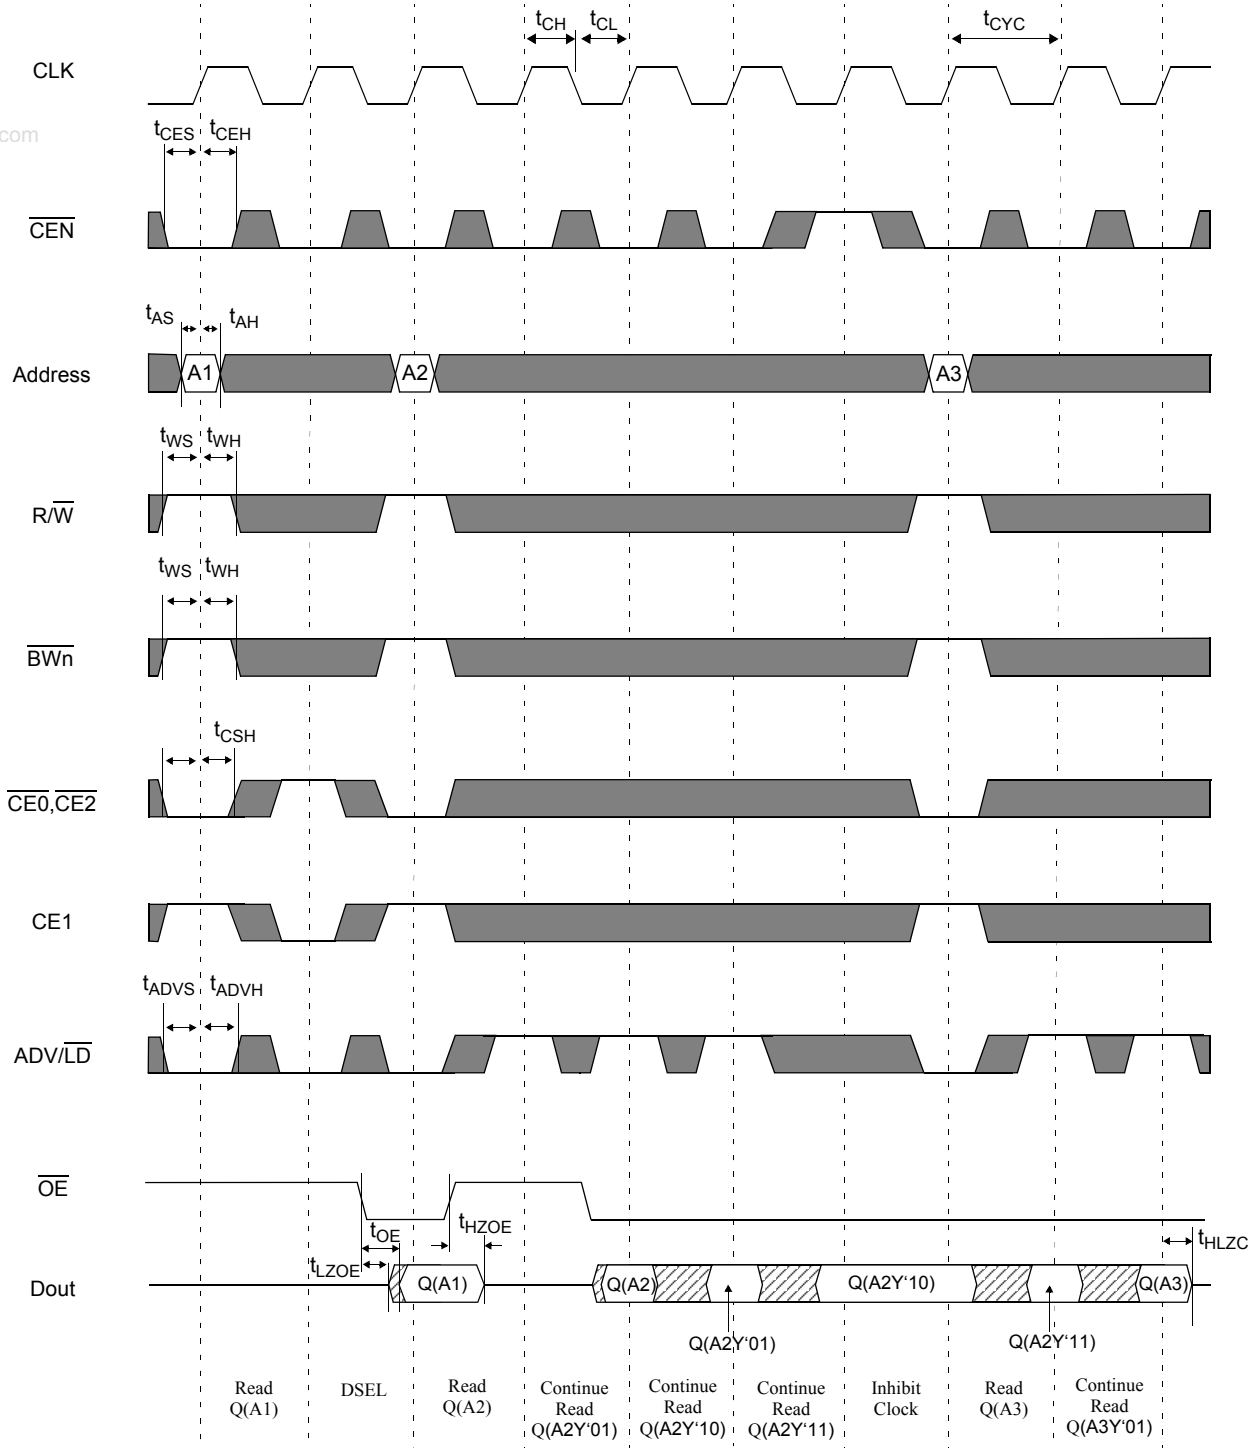 tCH tCL tCYC
CLK
com
tCES tCEH
CEN
tAS tAH
Address A1 A2 A3
tWS tWH
R/W
tWS tWH
BWn
tCSH
CE0,CE2
CE1
tADVS tADVH
ADV/LD
OE
tOE tHZOE
tHLZC
tLZOE
Dout Q(A1) Q(A2) Q(A2Y'10) Q(A3)
Q(A2Y'01) Q(A2Y'11)
Read
Q(A1)
DSEL
Read
Q(A2)
Continue
Read
Q(A2Y'01)
Continue
Read
Q(A2Y'10)
Continue
Read
Q(A2Y'11)
Inhibit
Clock
Read
Q(A3)
Continue
Read
Q(A3Y'01)